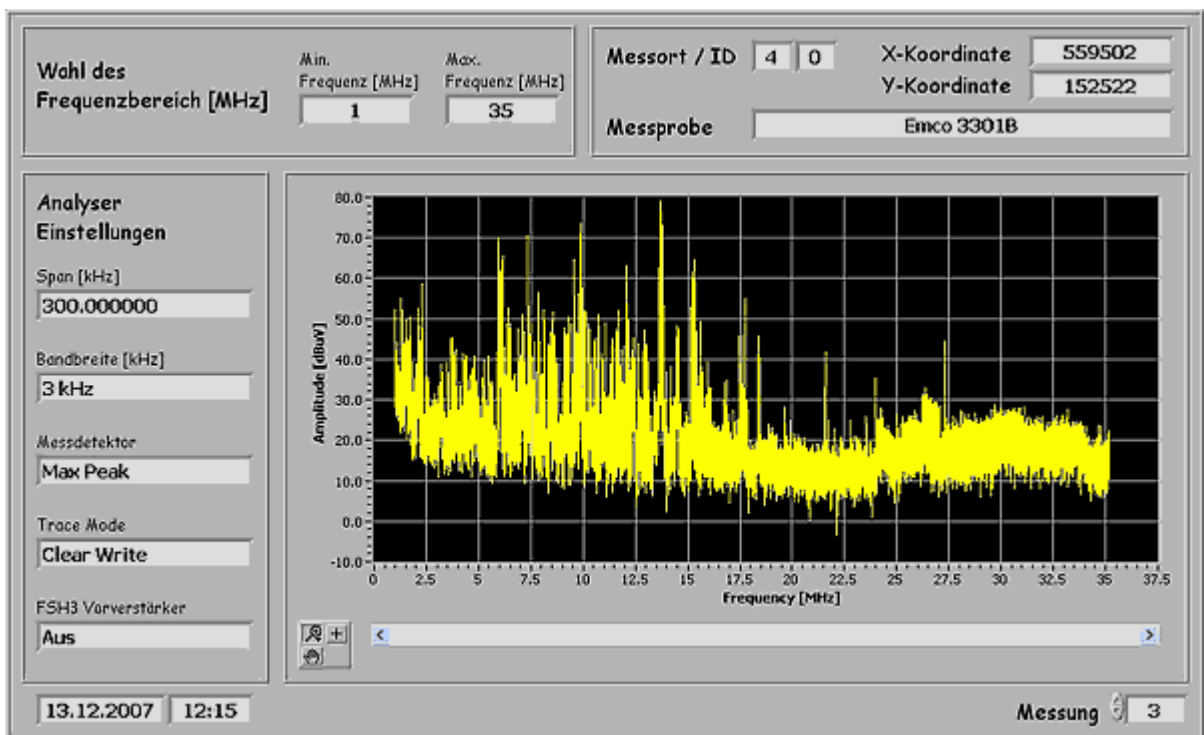 Wahl des
Frequenzbereich [MHz]
Min.
Frequenz [MHz]
1
Max.
Frequenz [MHz]
35
Messort / ID 4 0
X-Koordinate 559502
Y-Koordinate 152522
Messprobe Emco 3301B
Analyser
Einstellungen
Span [kHz]
300.000000
Bandbreite [kHz]
3 kHz
Messdetektor
Max Peak
Trace Mode
Clear Write
FSH3 Vorverstärker
Aus
Amplitude [dBuV]
80.0
70.0
60.0
50.0
40.0
30.0
20.0
10.0
0.0
-10.0
0 2.5 5 7.5 10 12.5 15 17.5 20 22.5 25 27.5 30 32.5 35 37.5
Frequency [MHz]
13.12.2007 12:15
Messung 3